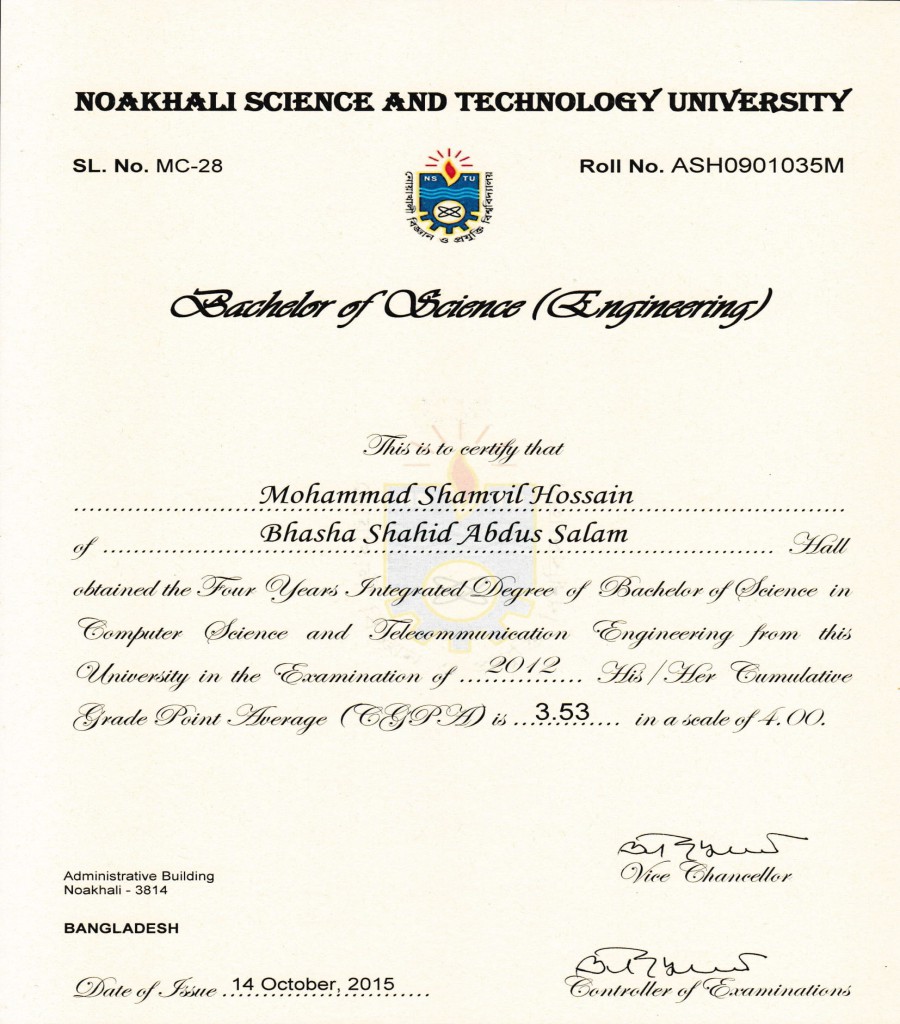 NOAKHALI SCIENCE AND TECHNOLOGY UNIVERSITY
SL. No. MC-28
Roll No. ASH0901035M
NS TU
নোয়াখালী বিজ্ঞান ও প্রযুক্তি বিশ্ববিদ্যালয়
Bachelor of Science (Engineering)
This is to certify that
Mohammad Shamvil Hossain
of Bhasha Shahid Abdus Salam Hall
obtained the Four Years Integrated Degree of Bachelor of Science in
Computer Science and Telecommunication Engineering from this
University in the Examination of 2012 His/Her Cumulative
Grade Point Average (CGPA) is 3.53 in a scale of 4.00.
Vice Chancellor
Administrative Building
Noakhali - 3814
BANGLADESH
Controller of Examinations
Date of Issue 14 October, 2015